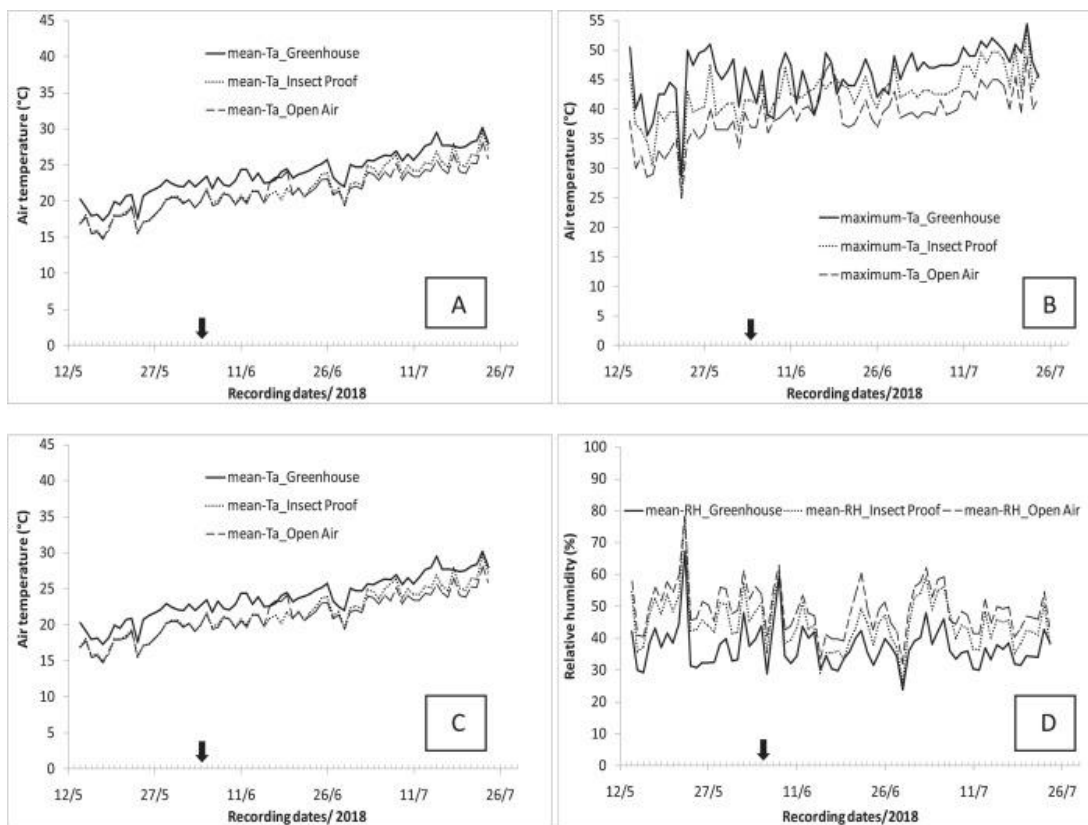 45
40
35
30
25
20
15
10
5
0
Air temperature (°C)
mean-Ta_Greenhouse
mean-Ta_Insect Proof
mean-Ta_Open Air
A
12/5 27/5 11/6 26/6 11/7 26/7
Recording dates/ 2018
55
50
45
40
35
30
25
20
15
10
5
0
Air temperature (°C)
maximum-Ta_Greenhouse
maximum-Ta_Insect Proof
maximum-Ta_Open Air
B
12/5 27/5 11/6 26/6 11/7 26/7
Recording dates/ 2018
45
40
35
30
25
20
15
10
5
0
Air temperature (°C)
mean-Ta_Greenhouse
mean-Ta_Insect Proof
mean-Ta_Open Air
C
12/5 27/5 11/6 26/6 11/7 26/7
Recording dates/ 2018
100
90
80
70
60
50
40
30
20
10
0
Relative humidity (%)
mean-RH_Greenhouse mean-RH_Insect Proof mean-RH_Open Air
D
12/5 27/5 11/6 26/6 11/7 26/7
Recording dates/2018